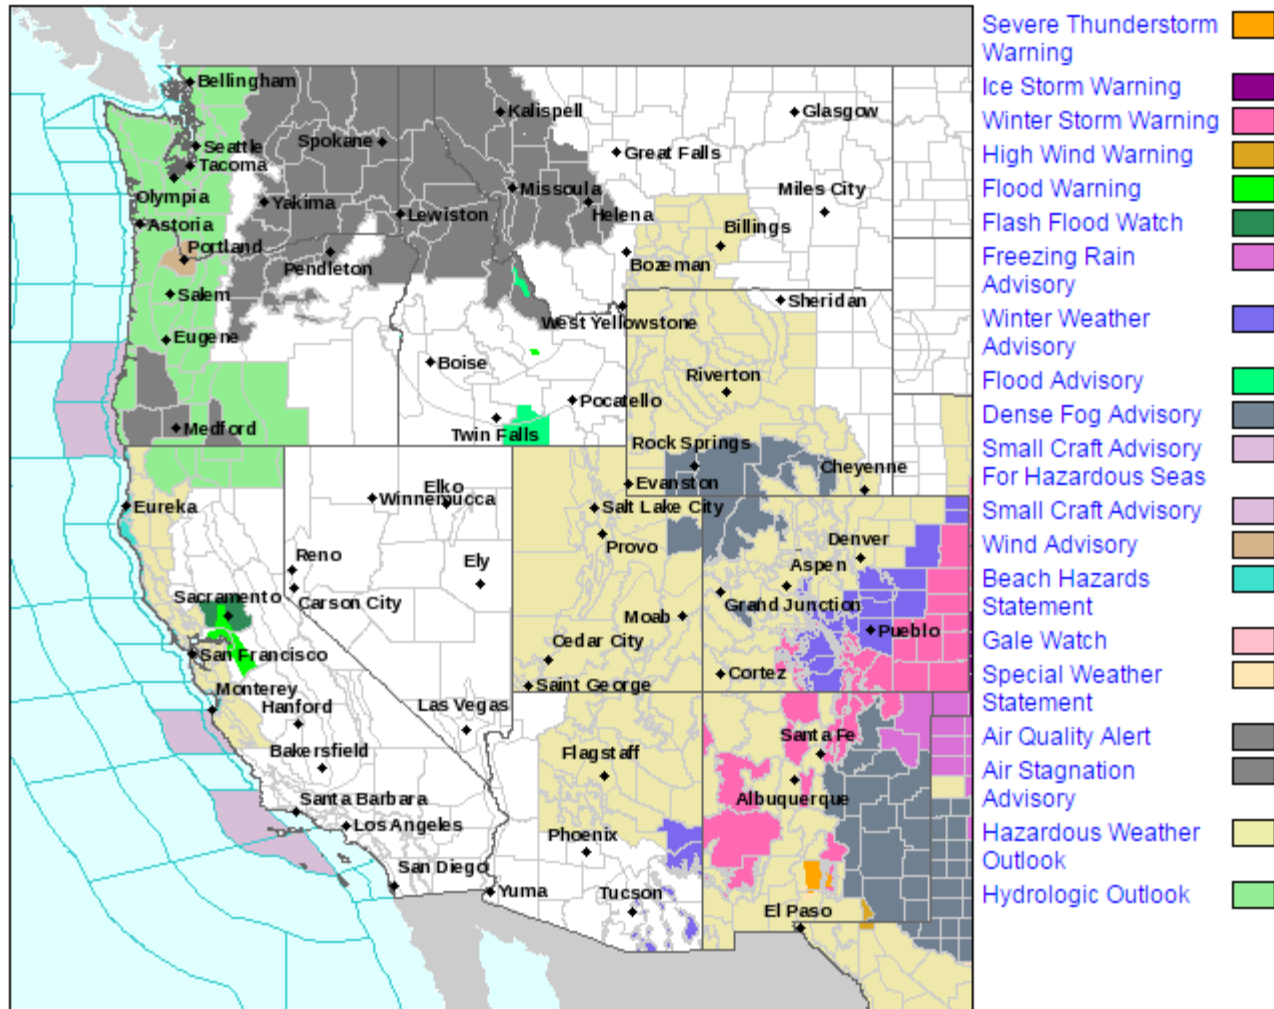 Bellingham
Seattle
Tacoma
Olympia
Astoria
Portland
Salem
Eugene
Medford
Spokane
Yakima
Pendleton
Lewiston
Kalispell
Missoula
Helena
Great Falls
Glasgow
Miles City
Billings
Bozeman
West Yellowstone
Sheridan
Boise
Pocatello
Twin Falls
Riverton
Rock Springs
Cheyenne
Evanston
Eureka
Elko
Winnemucca
Salt Lake City
Provo
Reno
Carson City
Ely
Denver
Aspen
Grand Junction
Pueblo
Moab
Cortez
Sacramento
San Francisco
Cedar City
Saint George
Monterey
Hanford
Bakersfield
Las Vegas
Flagstaff
Santa Fe
Albuquerque
Santa Barbara
Los Angeles
Phoenix
San Diego
Yuma
Tucson
El Paso
Severe Thunderstorm
Warning
Ice Storm Warning
Winter Storm Warning
High Wind Warning
Flood Warning
Flash Flood Watch
Freezing Rain
Advisory
Winter Weather
Advisory
Flood Advisory
Dense Fog Advisory
Small Craft Advisory
For Hazardous Seas
Small Craft Advisory
Wind Advisory
Beach Hazards
Statement
Gale Watch
Special Weather
Statement
Air Quality Alert
Air Stagnation
Advisory
Hazardous Weather
Outlook
Hydrologic Outlook